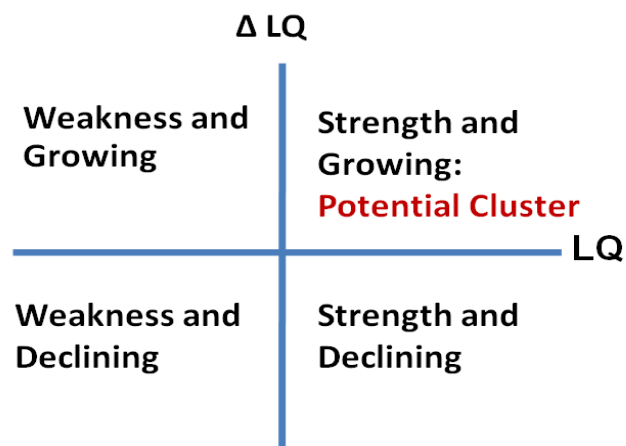 Δ LQ
Weakness and
Growing
Strength and
Growing:
Potential Cluster
LQ
Weakness and
Declining
Strength and
Declining